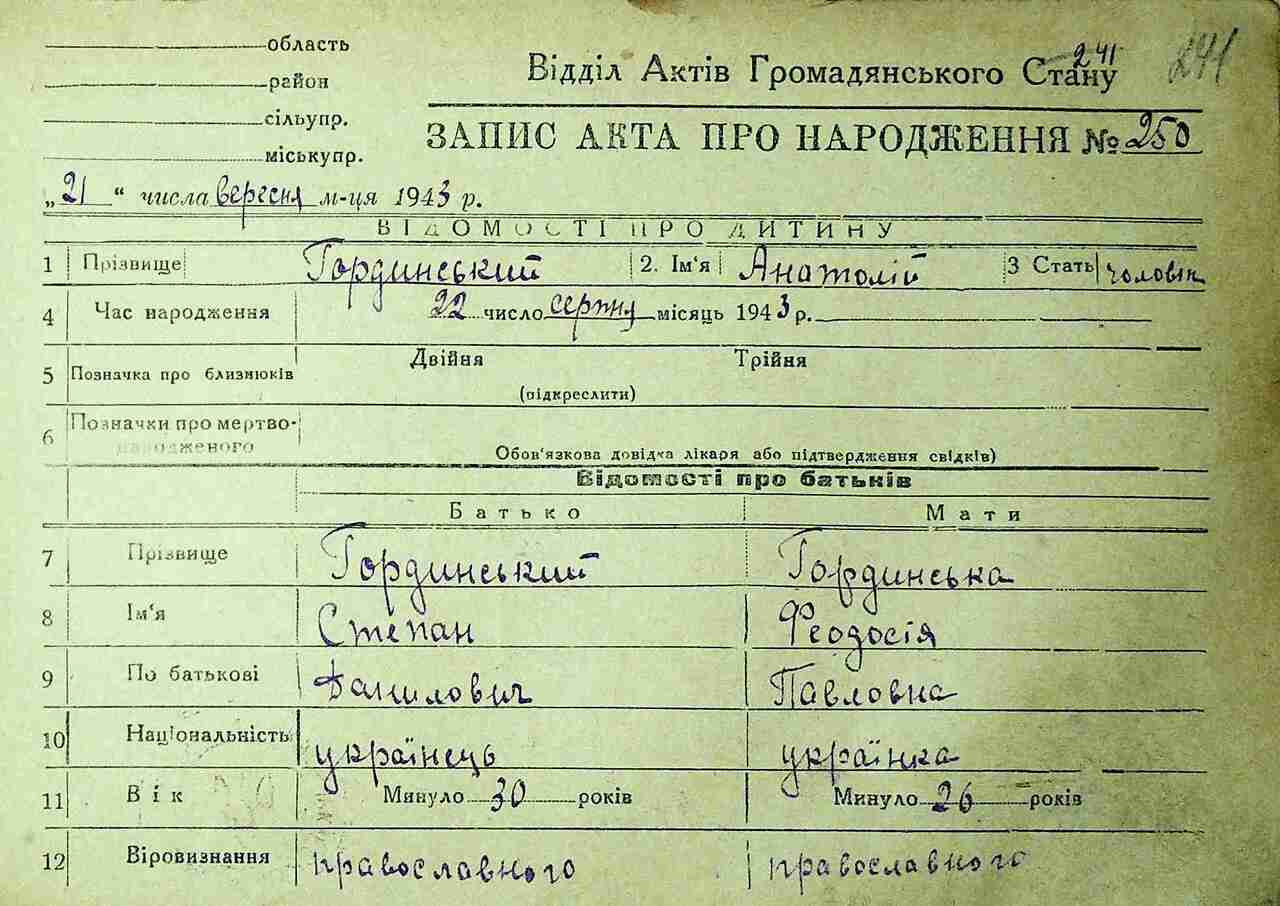 область
район
сільупр.
міськупр.
241
241
Відділ Актів Громадянського Стану
ЗАПИС АКТА ПРО НАРОДЖЕННЯ № 250
„21“ числа вересня м-ця 1943 р.
ВІДОМОСТІ ПРО ДИТИНУ
1 Прізвище Гординський 2. Ім'я Анатолій 3 Стать чоловіч
4 Час народження 22 число серпня місяць 1943 р.
5 Позначка про близнюків Двійня Трійня
(підкреслити)
6 Позначки про мертво-
народженого
Обов'язкова довідка лікаря або підтвердження свідків)
Відомості про батьків
Батько Мати
7 Прізвище Гординський Гординська
8 Ім'я Степан Феодосія
9 По батькові Данилович Павловна
10 Національність українець українка
11 Вік Минуло 30 років Минуло 26 років
12 Віровизнання православного православного